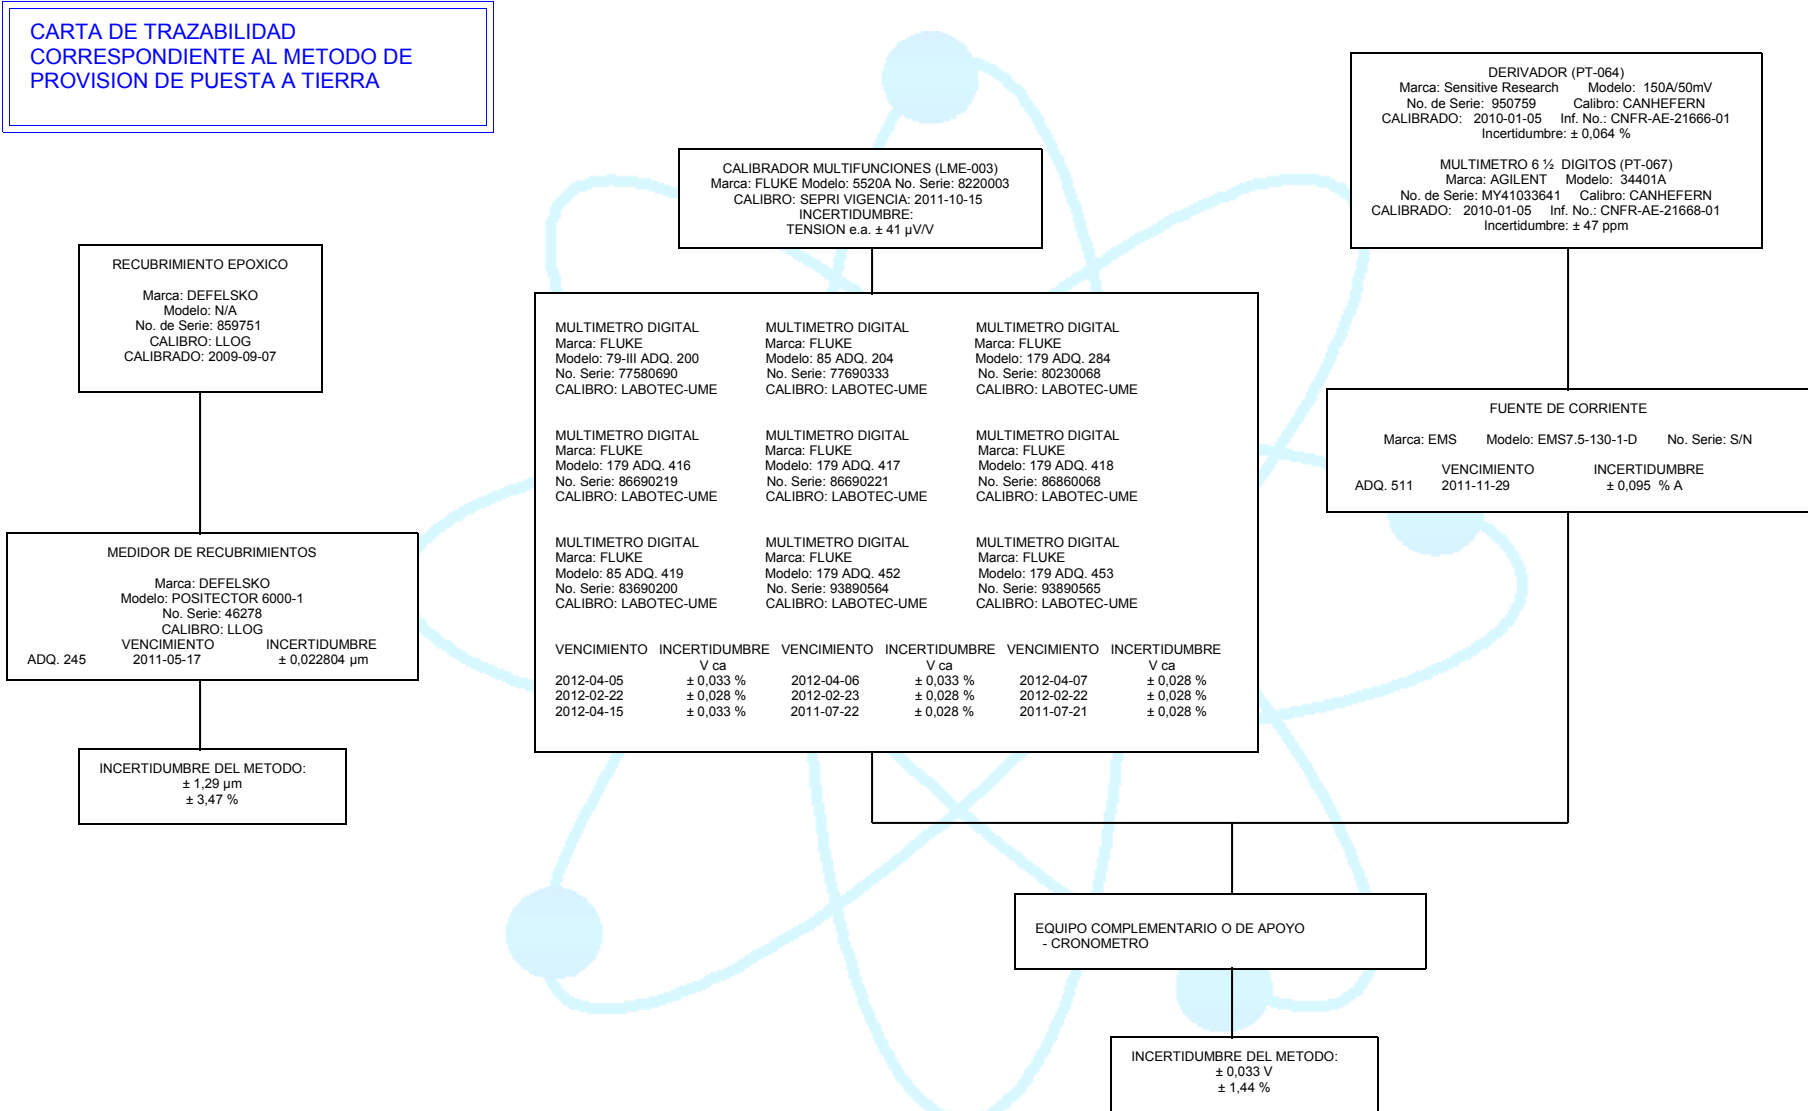 CARTA DE TRAZABILIDAD
CORRESPONDIENTE AL METODO DE
PROVISION DE PUESTA A TIERRA
RECUBRIMIENTO EPOXICO
Marca: DEFELSKO
Modelo: N/A
No. de Serie: 859751
CALIBRO: LLOG
CALIBRADO: 2009-09-07
MEDIDOR DE RECUBRIMIENTOS
Marca: DEFELSKO
Modelo: POSITECTOR 6000-1
No. Serie: 46278
CALIBRO: LLOG
VENCIMIENTO INCERTIDUMBRE
ADQ. 245 2011-05-17 ± 0,022804 µm
INCERTIDUMBRE DEL METODO:
± 1,29 µm
± 3,47 %
CALIBRADOR MULTIFUNCIONES (LME-003)
Marca: FLUKE Modelo: 5520A No. Serie: 8220003
CALIBRO: SEPRI VIGENCIA: 2011-10-15
INCERTIDUMBRE:
TENSION e.a. ± 41 µV/V
MULTIMETRO DIGITAL MULTIMETRO DIGITAL MULTIMETRO DIGITAL
Marca: FLUKE Marca: FLUKE Marca: FLUKE
Modelo: 79-III ADQ. 200 Modelo: 85 ADQ. 204 Modelo: 179 ADQ. 284
No. Serie: 77580690 No. Serie: 77690333 No. Serie: 80230068
CALIBRO: LABOTEC-UME CALIBRO: LABOTEC-UME CALIBRO: LABOTEC-UME
MULTIMETRO DIGITAL MULTIMETRO DIGITAL MULTIMETRO DIGITAL
Marca: FLUKE Marca: FLUKE Marca: FLUKE
Modelo: 179 ADQ. 416 Modelo: 179 ADQ. 417 Modelo: 179 ADQ. 418
No. Serie: 86690219 No. Serie: 86690221 No. Serie: 86860068
CALIBRO: LABOTEC-UME CALIBRO: LABOTEC-UME CALIBRO: LABOTEC-UME
MULTIMETRO DIGITAL MULTIMETRO DIGITAL MULTIMETRO DIGITAL
Marca: FLUKE Marca: FLUKE Marca: FLUKE
Modelo: 85 ADQ. 419 Modelo: 179 ADQ. 452 Modelo: 179 ADQ. 453
No. Serie: 83690200 No. Serie: 93890564 No. Serie: 93890565
CALIBRO: LABOTEC-UME CALIBRO: LABOTEC-UME CALIBRO: LABOTEC-UME
VENCIMIENTO INCERTIDUMBRE VENCIMIENTO INCERTIDUMBRE VENCIMIENTO INCERTIDUMBRE
V ca V ca V ca
2012-04-05 ± 0,033 % 2012-04-06 ± 0,033 % 2012-04-07 ± 0,028 %
2012-02-22 ± 0,028 % 2012-02-23 ± 0,028 % 2012-02-22 ± 0,028 %
2012-04-15 ± 0,033 % 2011-07-22 ± 0,028 % 2011-07-21 ± 0,028 %
DERIVADOR (PT-064)
Marca: Sensitive Research Modelo: 150A/50mV
No. de Serie: 950759 Calibro: CANHEFERN
CALIBRADO: 2010-01-05 Inf. No.: CNFR-AE-21666-01
Incertidumbre: ± 0,064 %
MULTIMETRO 6 ½ DIGITOS (PT-067)
Marca: AGILENT Modelo: 34401A
No. de Serie: MY41033641 Calibro: CANHEFERN
CALIBRADO: 2010-01-05 Inf. No.: CNFR-AE-21668-01
Incertidumbre: ± 47 ppm
FUENTE DE CORRIENTE
Marca: EMS Modelo: EMS7.5-130-1-D No. Serie: S/N
VENCIMIENTO INCERTIDUMBRE
ADQ. 511 2011-11-29 ± 0,095 % A
EQUIPO COMPLEMENTARIO O DE APOYO
- CRONOMETRO
INCERTIDUMBRE DEL METODO:
± 0,033 V
± 1,44 %